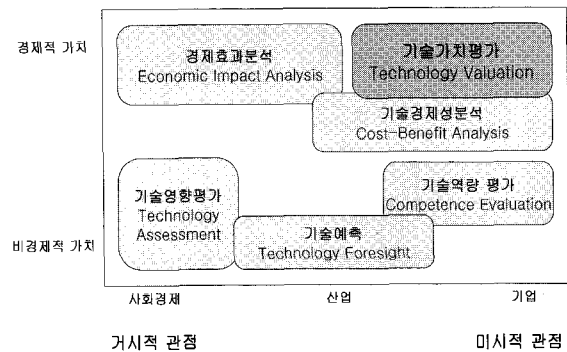 경제적 가치
경제효과분석
Economic Impact Analysis
기술가치평가
Technology Valuation
기술경제성분석
Cost-Benefit Analysis
기술영향평가
Technology
Assessment
기술역량 평가
Competence Evaluation
기술예측
Technology Foresight
비경제적 가치
사회경제
산업
기업
거시적 관점
미시적 관점